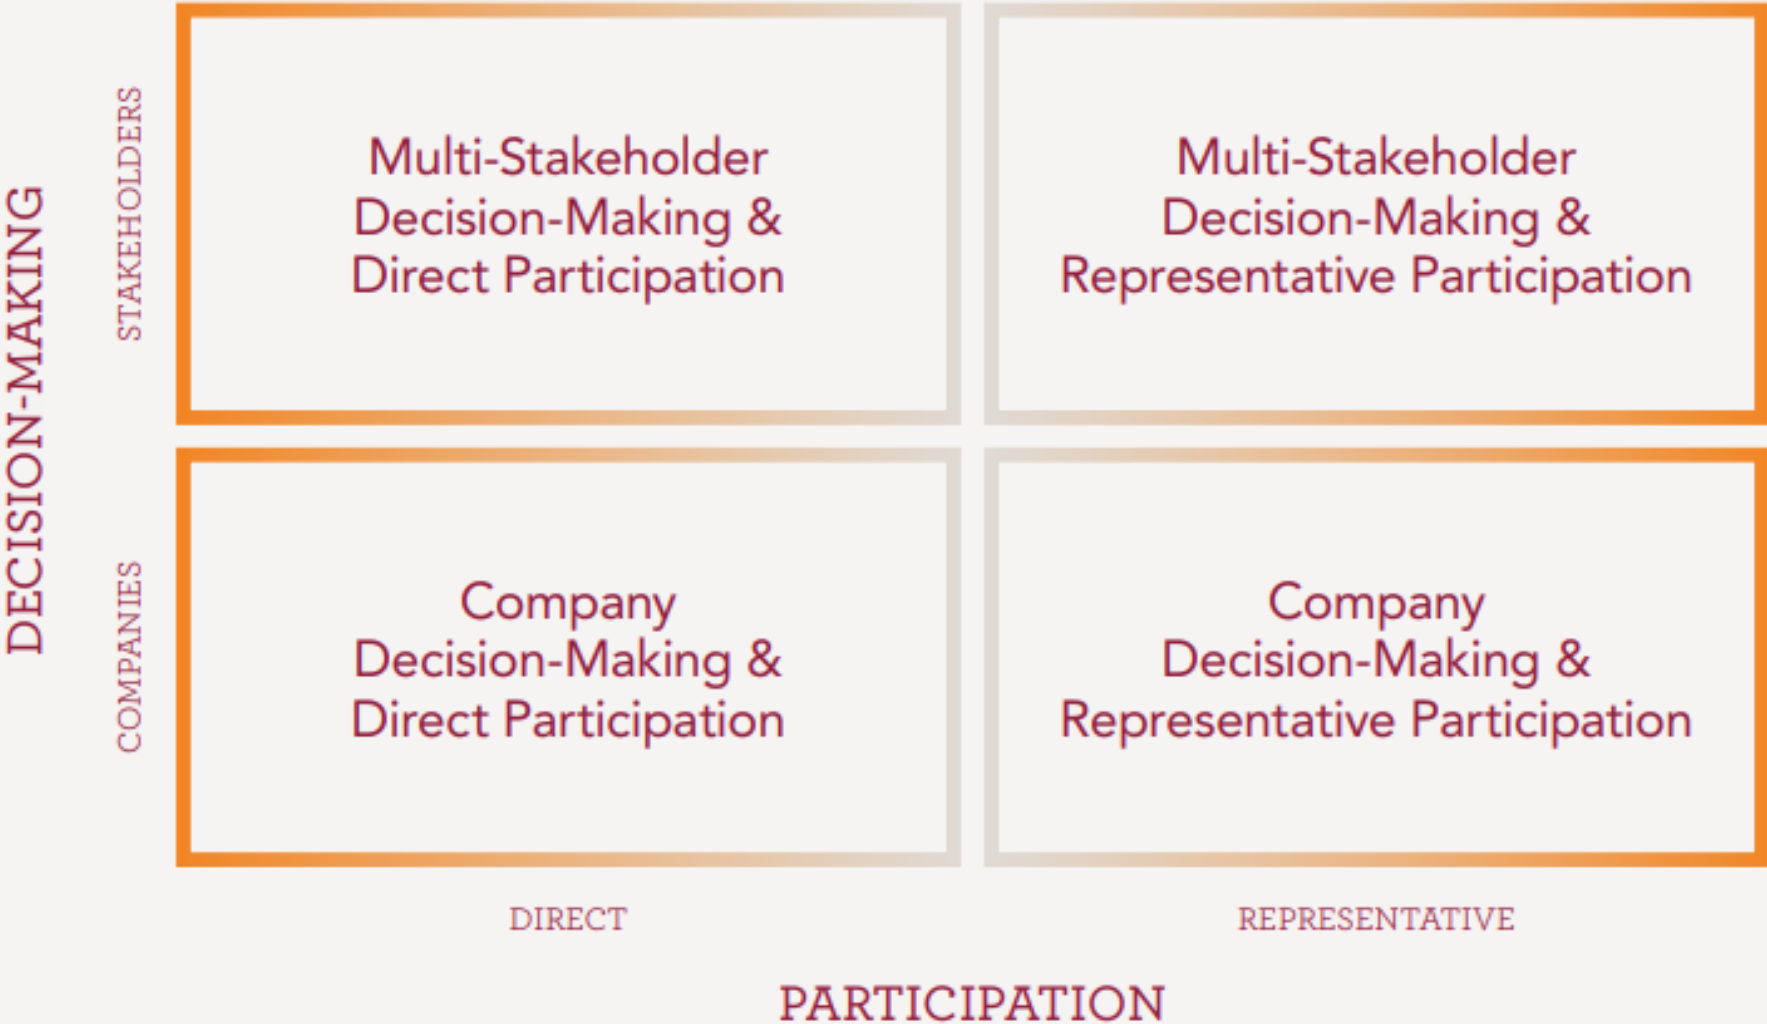 DECISION-MAKING
STAKEHOLDERS
Multi-Stakeholder
Decision-Making &
Direct Participation
Multi-Stakeholder
Decision-Making &
Representative Participation
COMPANIES
Company
Decision-Making &
Direct Participation
Company
Decision-Making &
Representative Participation
DIRECT
REPRESENTATIVE
PARTICIPATION